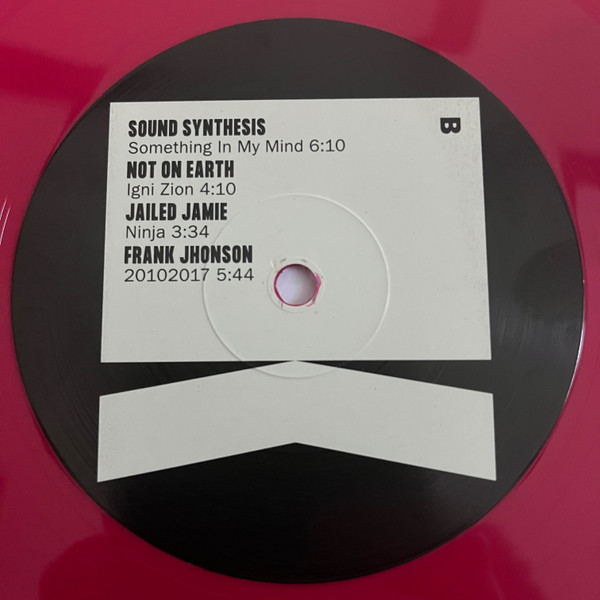 B
SOUND SYNTHESIS
Something In My Mind 6:10
NOT ON EARTH
Igni Zion 4:10
JAILED JAMIE
Ninja 3:34
FRANK JHONSON
20102017 5:44